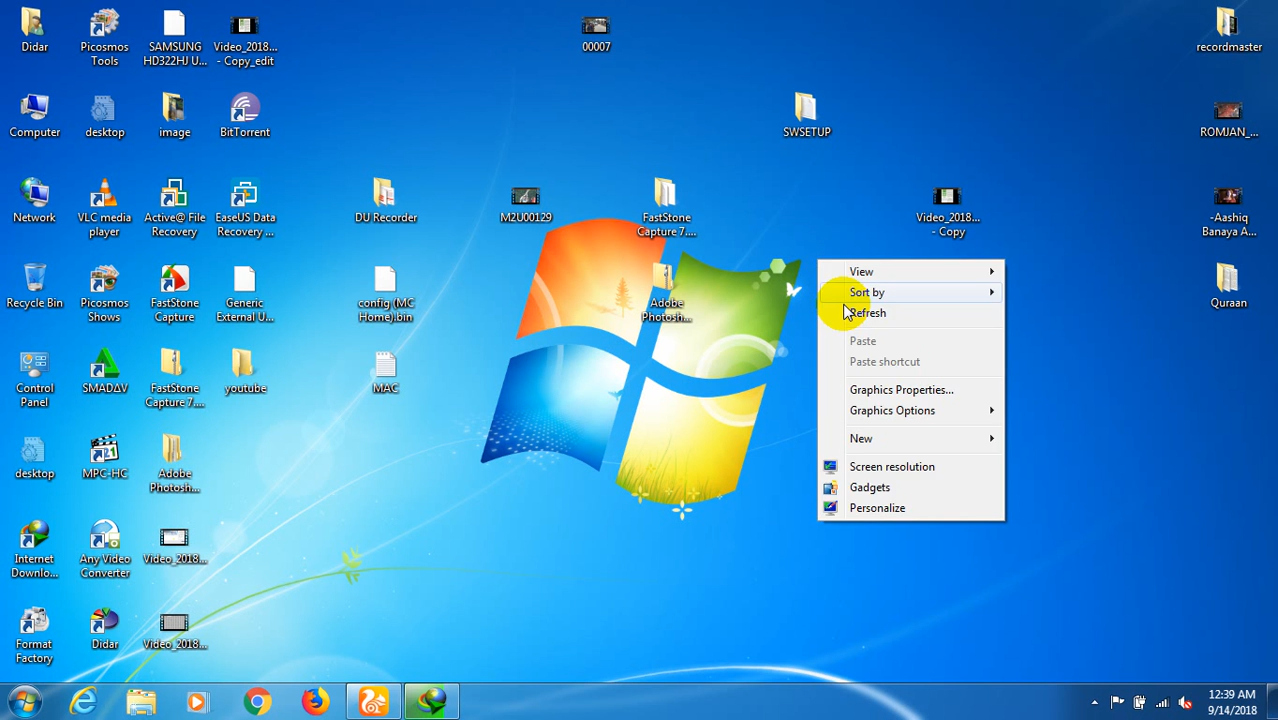 Didar
Picosmos
Tools
SAMSUNG
HD322HJ U...
Video_2018...
- Copy_edit
00007
recordmaster
Computer
desktop
image
BitTorrent
SWSETUP
ROMJAN_...
Network
VLC media
player
Active@ File
Recovery
EaseUS Data
Recovery ...
DU Recorder
M2U00129
FastStone
Capture 7....
Video_2018...
- Copy
-Aashiq
Banaya A...
Recycle Bin
Picosmos
Shows
FastStone
Capture
Generic
External U...
config (MC
Home).bin
Adobe
Photosh...
Quraan
View
Sort by
Refresh
Paste
Paste shortcut
Graphics Properties...
Graphics Options
New
Screen resolution
Gadgets
Personalize
Control
Panel
SMADAV
FastStone
Capture 7....
youtube
MAC
desktop
MPC-HC
Adobe
Photosh...
Internet
Downlo...
Any Video
Converter
Video_2018...
Format
Factory
Didar
Video_2018...
12:39 AM
9/14/2018